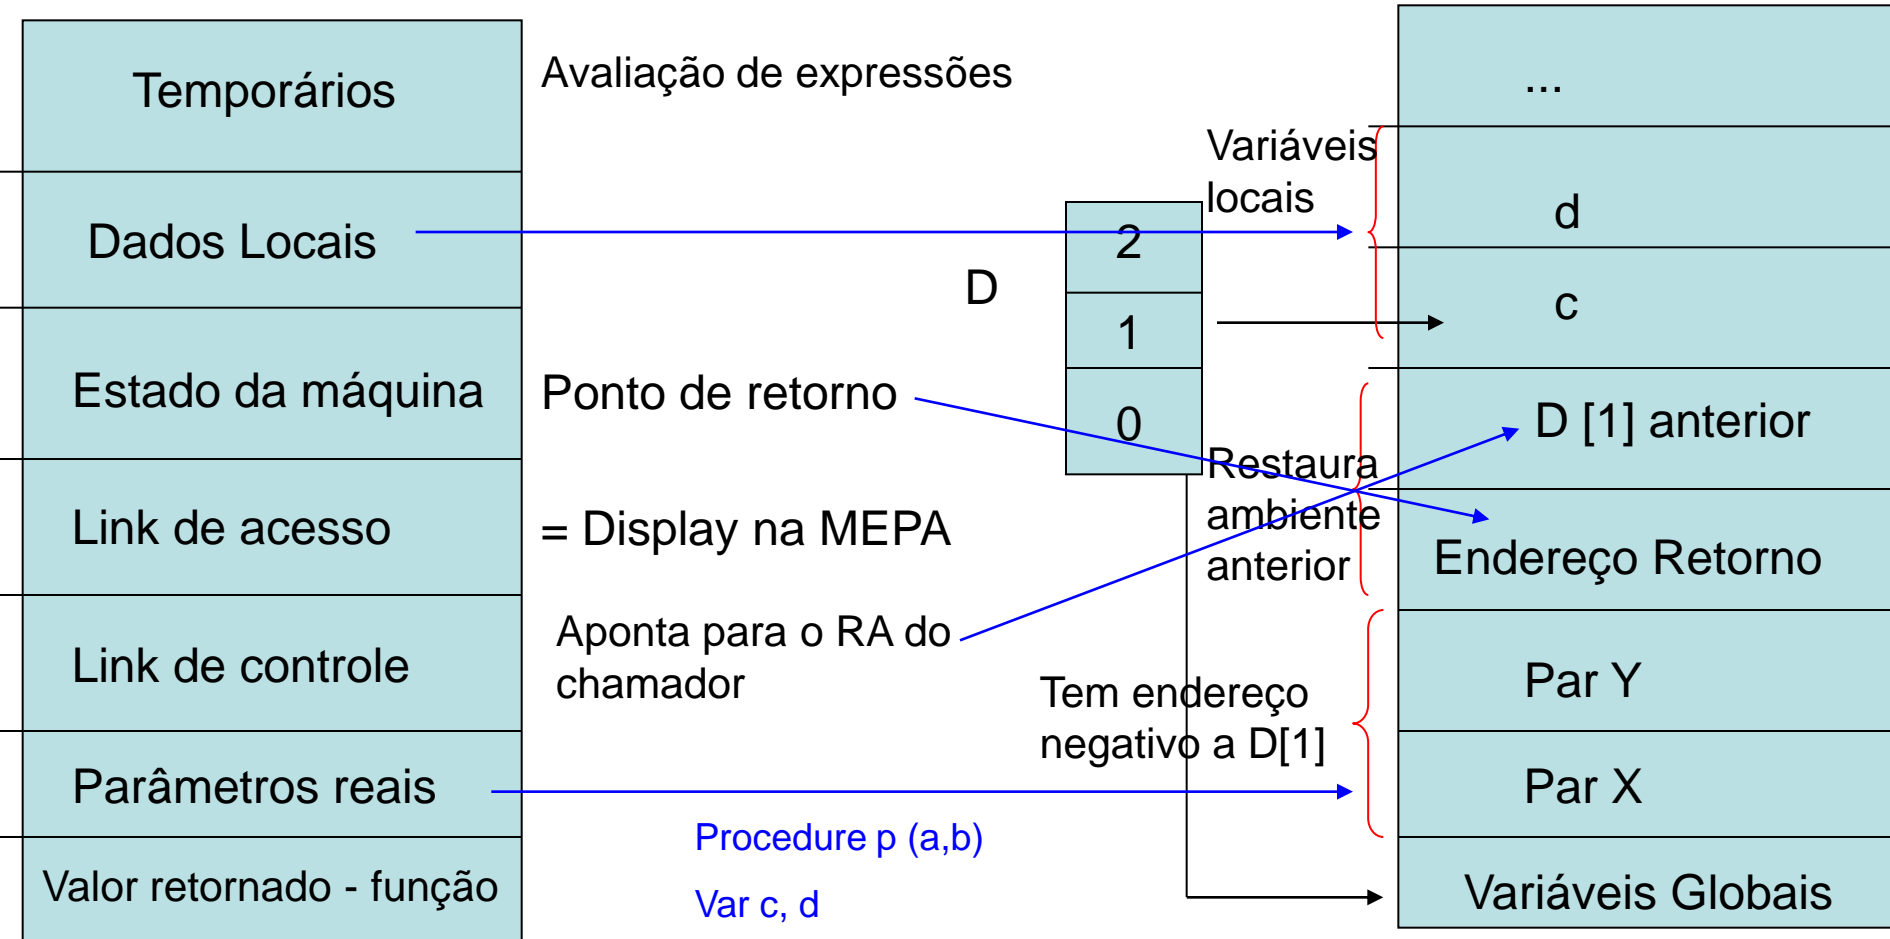 Temporários
Dados Locais
Estado da máquina
Link de acesso
Link de controle
Parâmetros reais
Valor retornado - função
Avaliação de expressões
Ponto de retorno
= Display na MEPA
Aponta para o RA do
chamador
Procedure p (a,b)
Var c, d
D
2
1
0
Variáveis
locais
Restaura
ambiente
anterior
Tem endereço
negativo a D[1]
...
d
c
D [1] anterior
Endereço Retorno
Par Y
Par X
Variáveis Globais